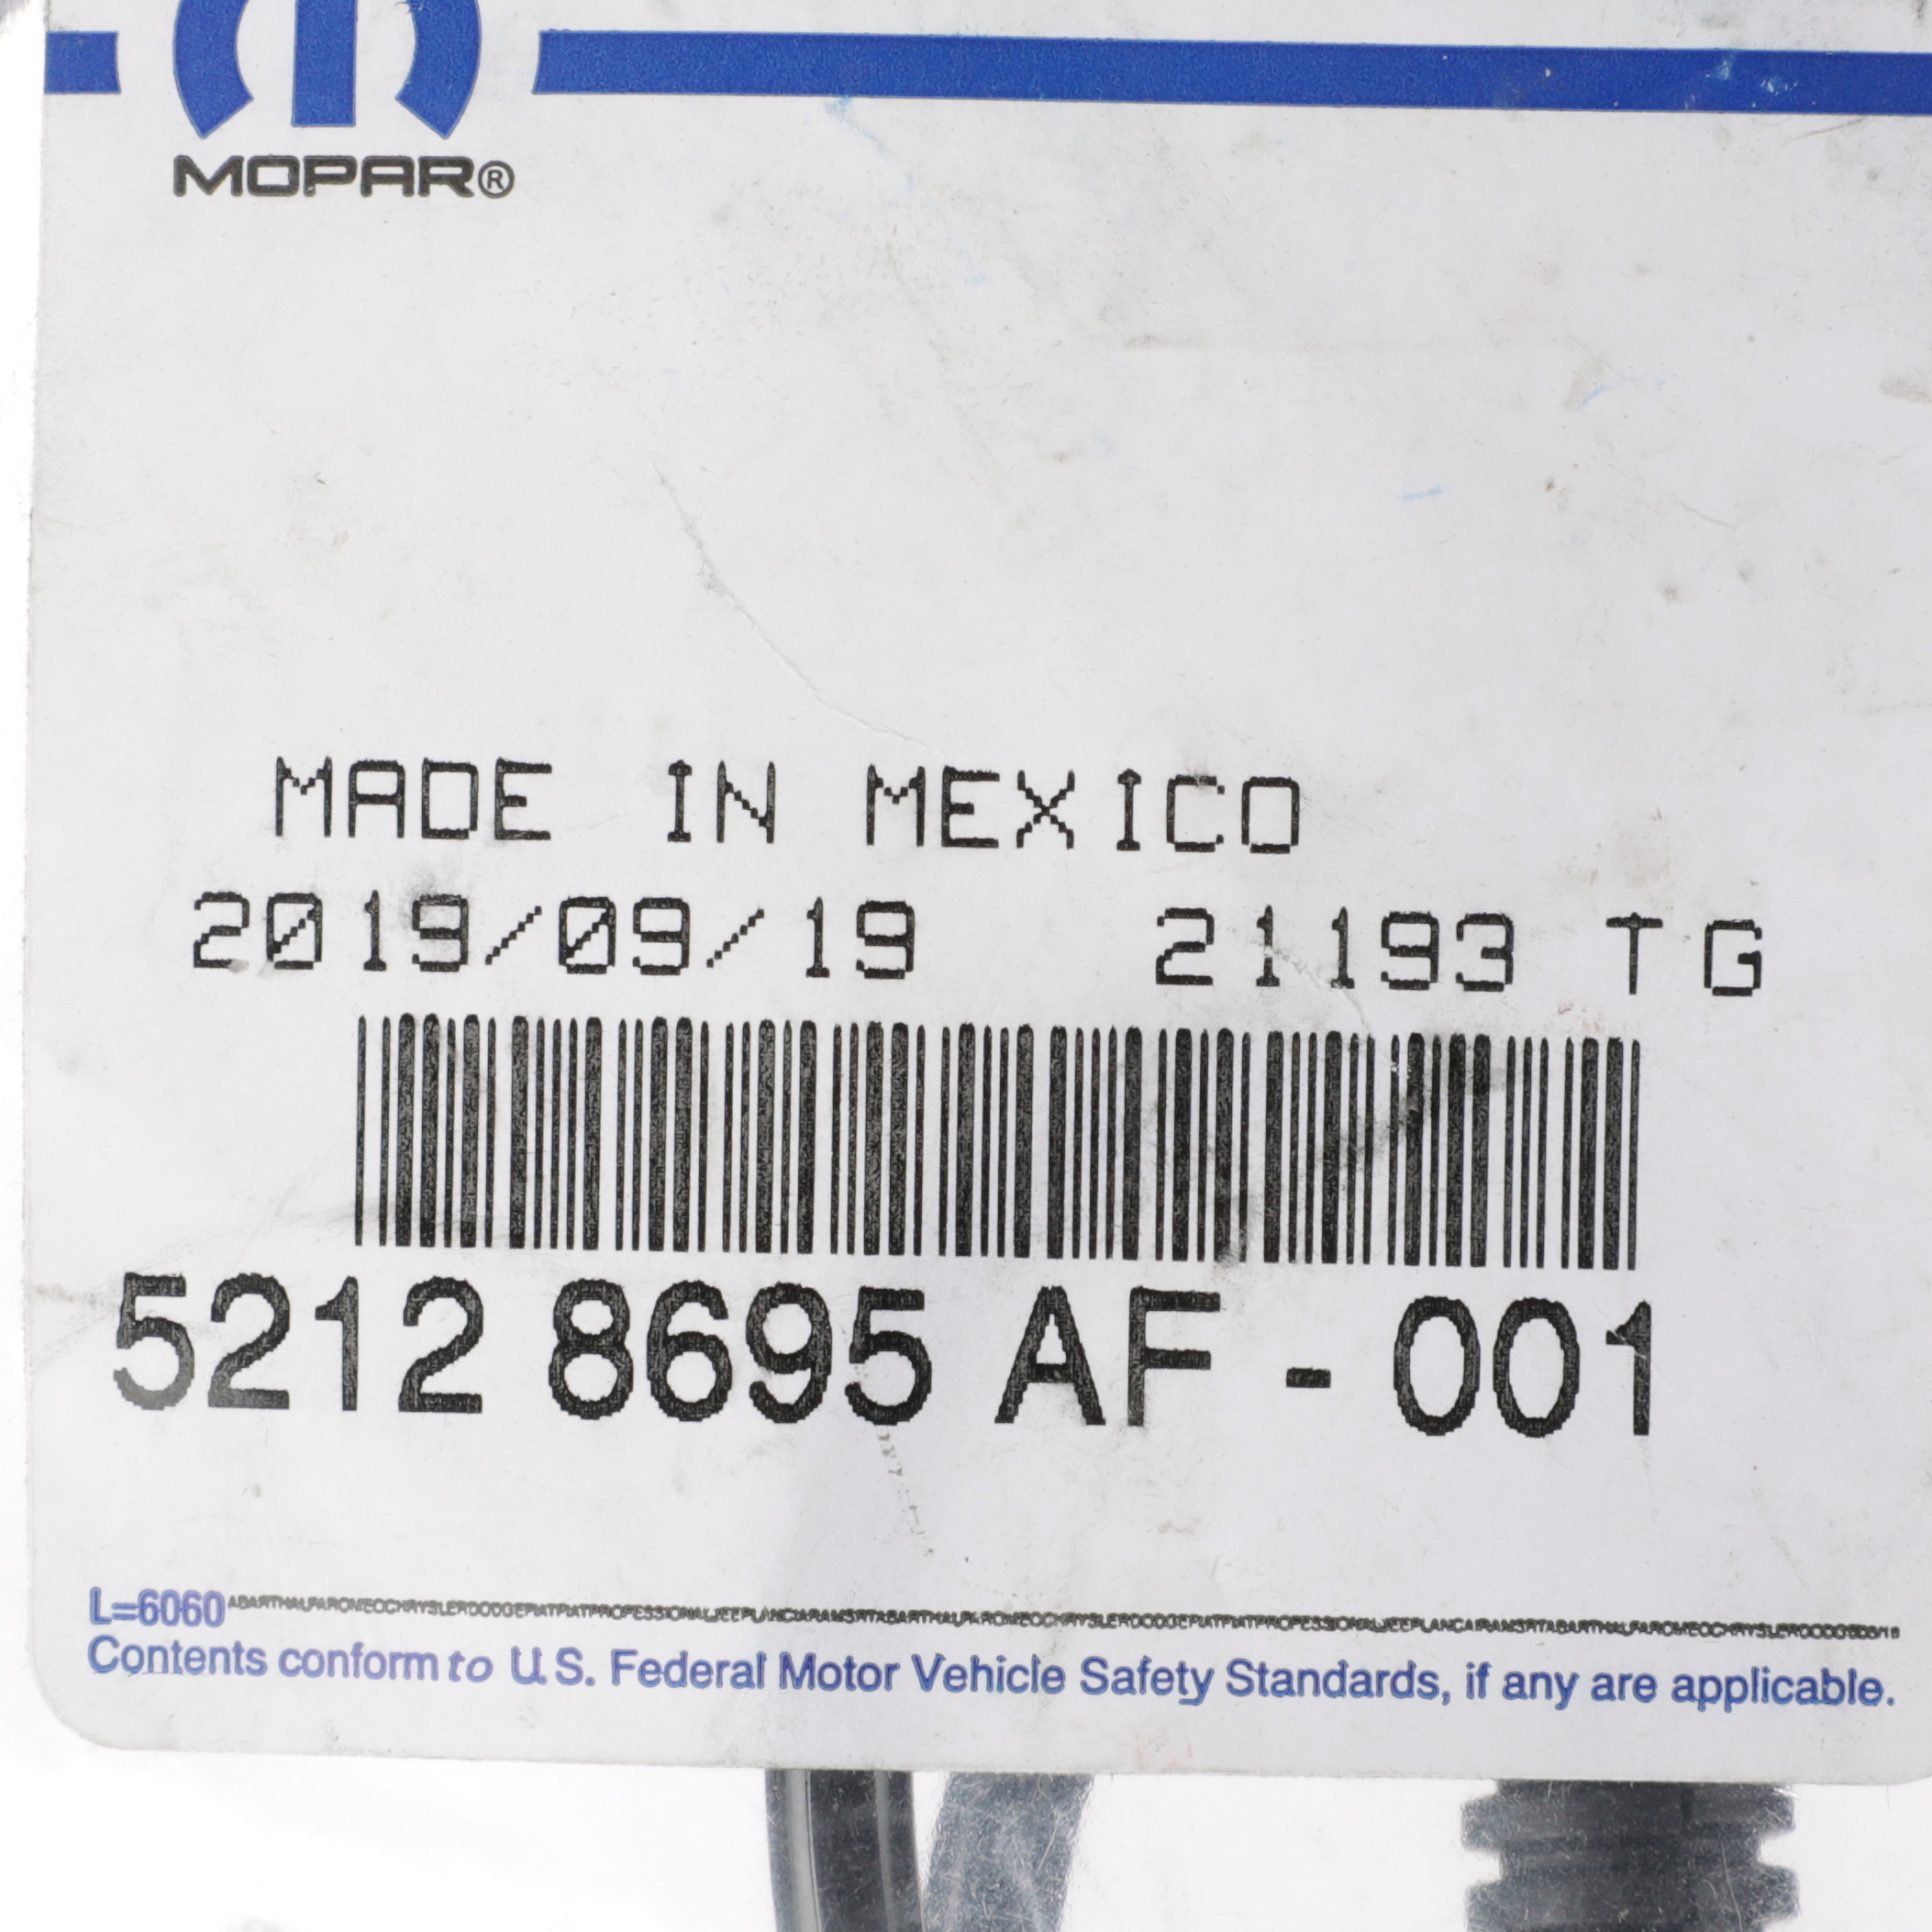 MOPAR®
MADE IN MEXICO
2019/09/19 21193 TG
5212 8695 AF - 001
L=6060
Contents conform to U.S. Federal Motor Vehicle Safety Standards, if any are applicable.